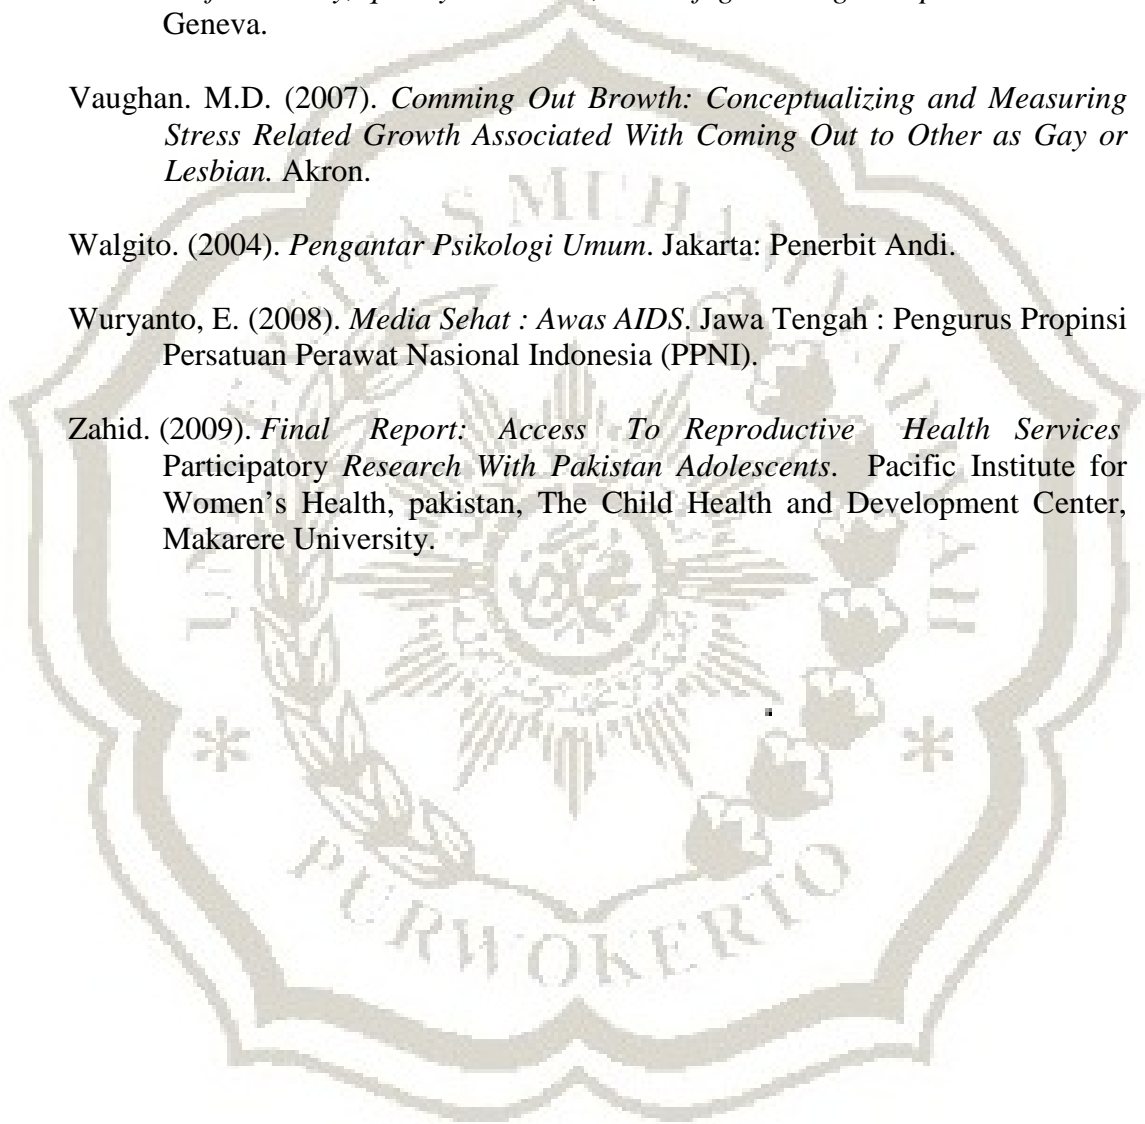 Geneva.
Vaughan. M.D. (2007). Comming Out Browth: Conceptualizing and Measuring
Stress Related Growth Associated With Coming Out to Other as Gay or
Lesbian. Akron.
Walgito. (2004). Pengantar Psikologi Umum. Jakarta: Penerbit Andi.
Wuryanto, E. (2008). Media Sehat : Awas AIDS. Jawa Tengah : Pengurus Propinsi
Persatuan Perawat Nasional Indonesia (PPNI).
Zahid. (2009). Final Report: Access To Reproductive Health Services
Participatory Research With Pakistan Adolescents. Pacific Institute for
Women’s Health, pakistan, The Child Health and Development Center,
Makarere University.
UNIVERSITAS MUHAMMADIYAH
PURWOKERTO